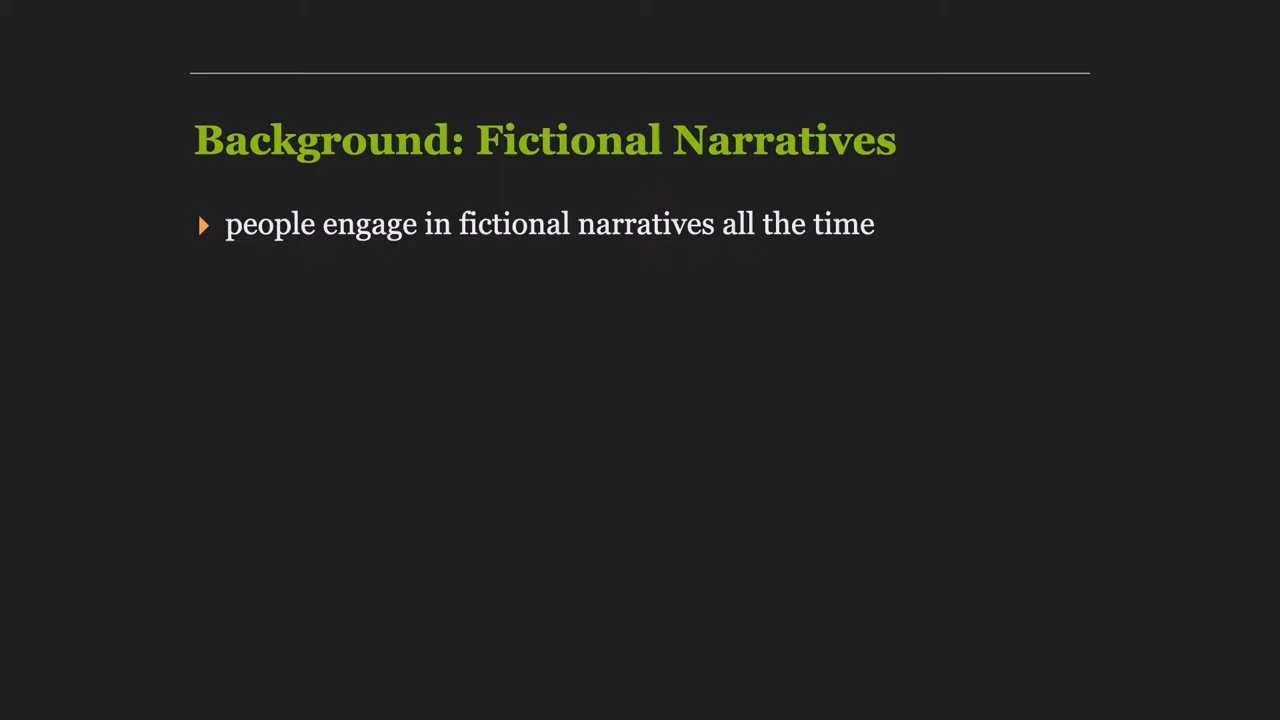 Background: Fictional Narratives
people engage in fictional narratives all the time